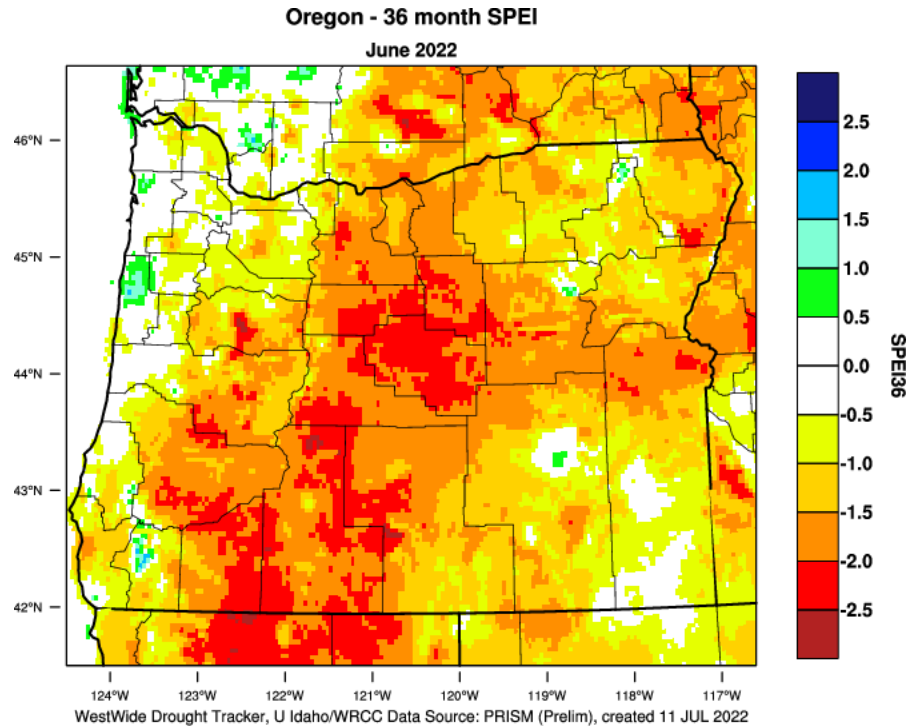 Oregon - 36 month SPEI
June 2022
46°N
45°N
44°N
43°N
42°N
124°W 123°W 122°W 121°W 120°W 119°W 118°W 117°W
2.5
2.0
1.5
1.0
0.5
0.0
-0.5
-1.0
-1.5
-2.0
-2.5
SPEI36
WestWide Drought Tracker, U Idaho/WRCC Data Source: PRISM (Prelim), created 11 JUL 2022